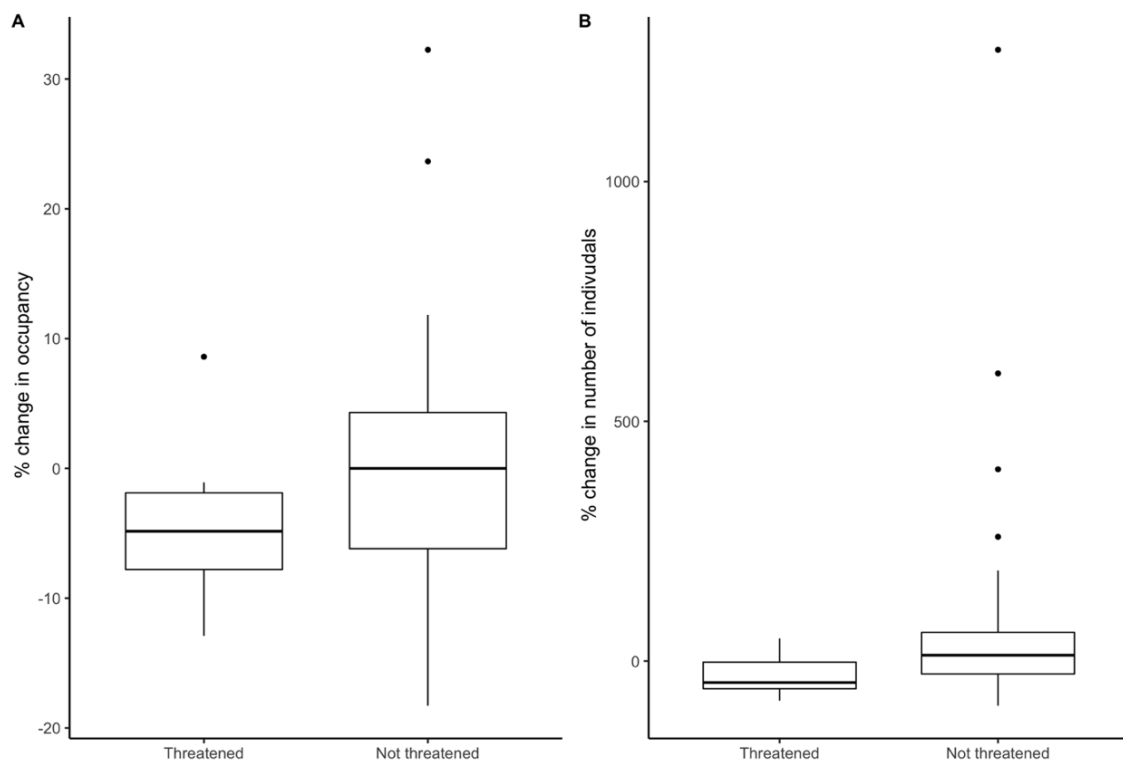 A
% change in occupancy
30
20
10
0
-10
-20
Threatened
Not threatened
B
% change in number of indivudals
1000
500
0
Threatened
Not threatened